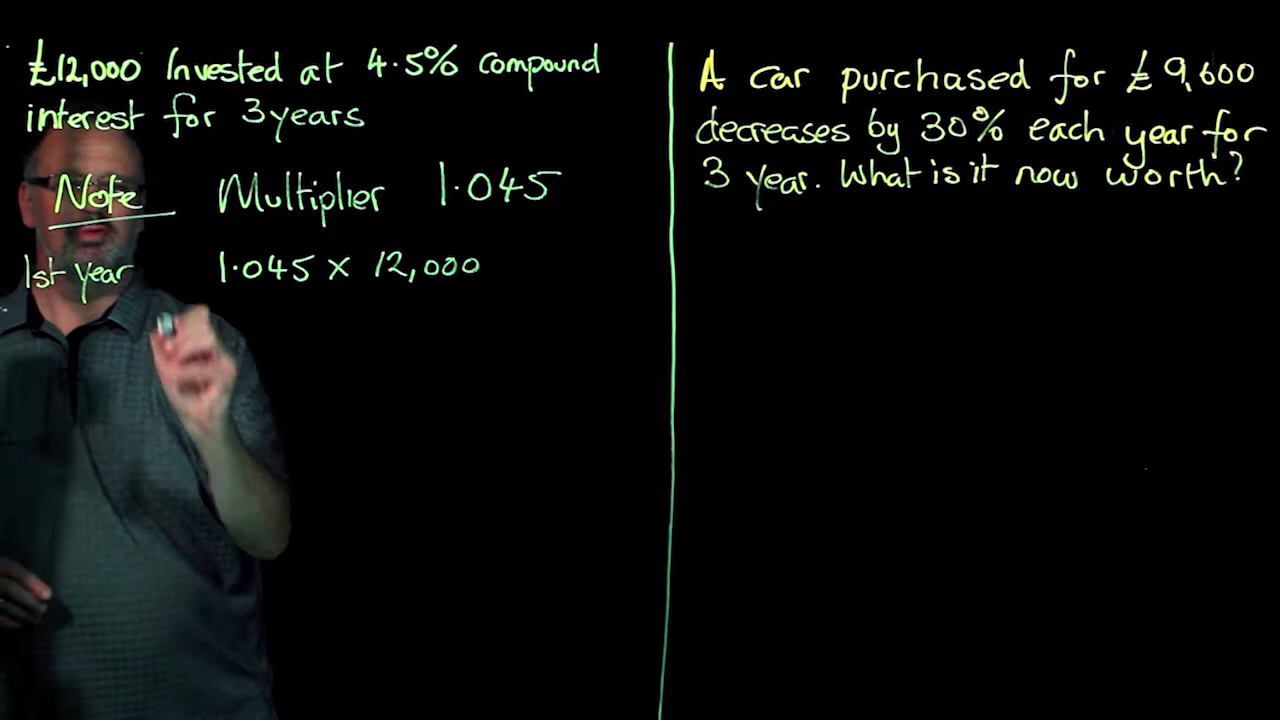 £12,000 Invested at 4.5% compound
interest for 3years
Note Multiplier 1.045
1st year 1.045 x 12,000
A car purchased for £9,600
decreases by 30% each year for
3 year. What is it now worth?